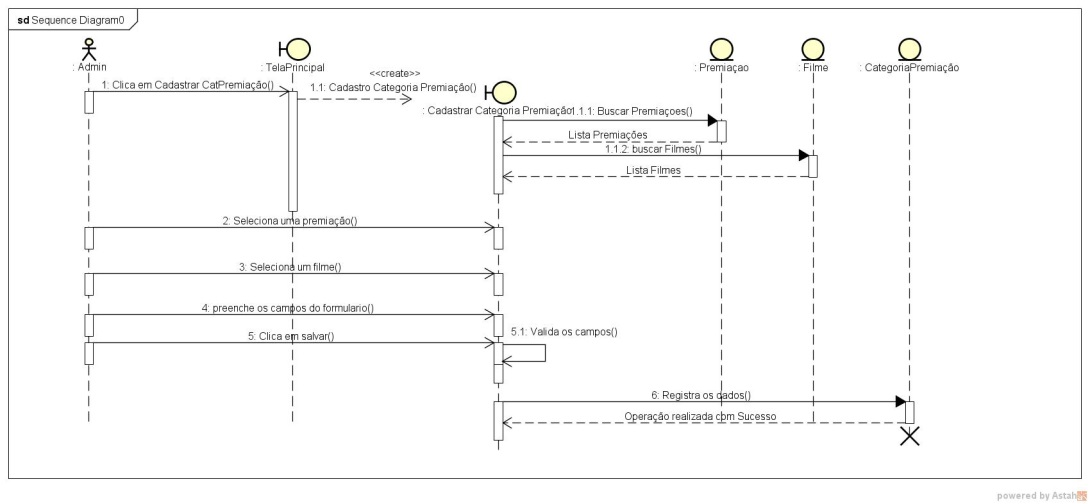 sd Sequence Diagram0
: Admin
: TelaPrincipal
: Premiaçao
: Filme
: CategoriaPremiação
<<create>>
1: Clica em Cadastrar CatPremiação()
1.1: Cadastro Categoria Premiação()
: Cadastrar Categoria Premiação
1.1.1: Buscar Premiaçoes()
Lista Premiações
1.1.2: buscar Filmes()
Lista Filmes
2: Seleciona uma premiação()
3: Seleciona um filme()
4: preenche os campos do formulario()
5: Clica em salvar()
5.1: Valida os campos()
6: Registra os dados()
Operação realizada com Sucesso
powered by Astah